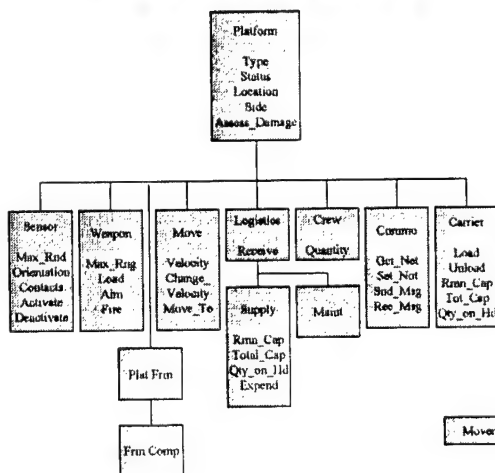 Platform
Type
Status
Location
Side
Assess_Damage
Sensor
Max_Rnd
Orientation
Contacts
Activate
Deactivate
Weapon
Max_Rng
Load
Aim
Fire
Move
Velocity
Change_
Velocity
Move_To
Logistics
Receive
Crew
Quantity
Commo
Get_Net
Set_Net
Snd_Msg
Rec_Msg
Carrier
Load
Unload
Rmn_Cap
Tot_Cap
Qty_on_Hd
Supply
Rmn_Cap
Total_Cap
Qty_on_Hd
Expend
Maint
Plat Frm
Frm Comp